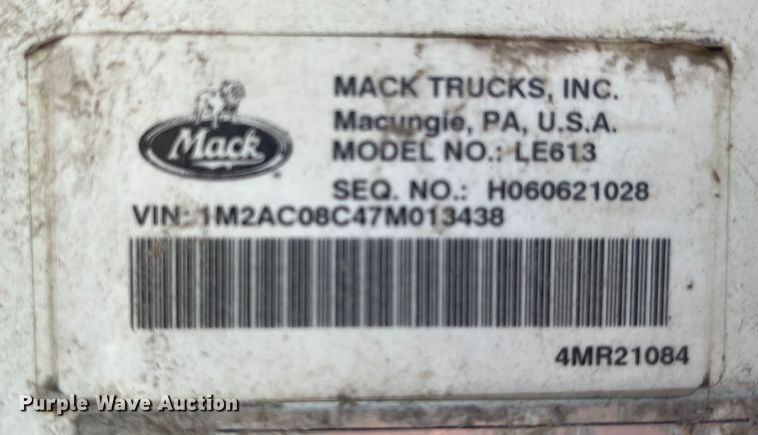 MACK TRUCKS, INC.
Macungie, PA, U.S.A.
Mack
MODEL NO.: LE613
SEQ. NO.: H060621028
VIN: 1M2AC08C47M013438
4MR21084
Purple Wave Auction